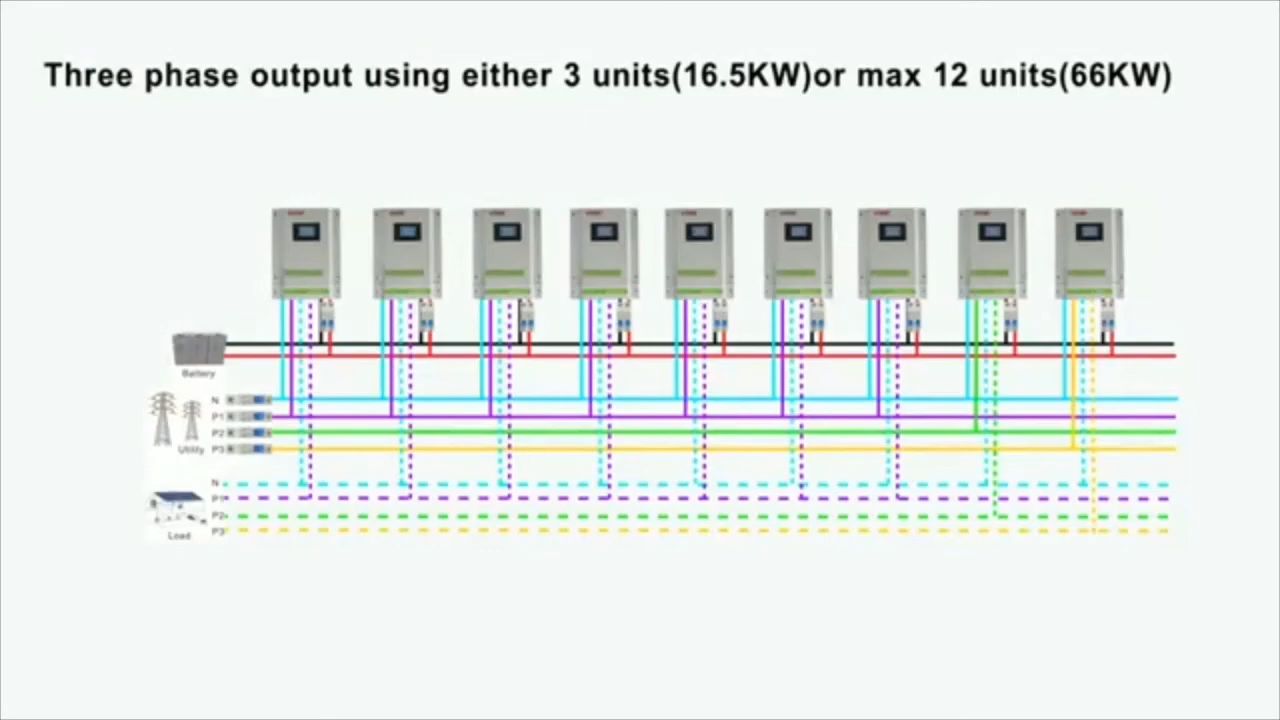 Three phase output using either 3 units(16.5KW)or max 12 units(66KW)
Battery
N
P1
P2
Utility P3
N
P1
P2
Load P3